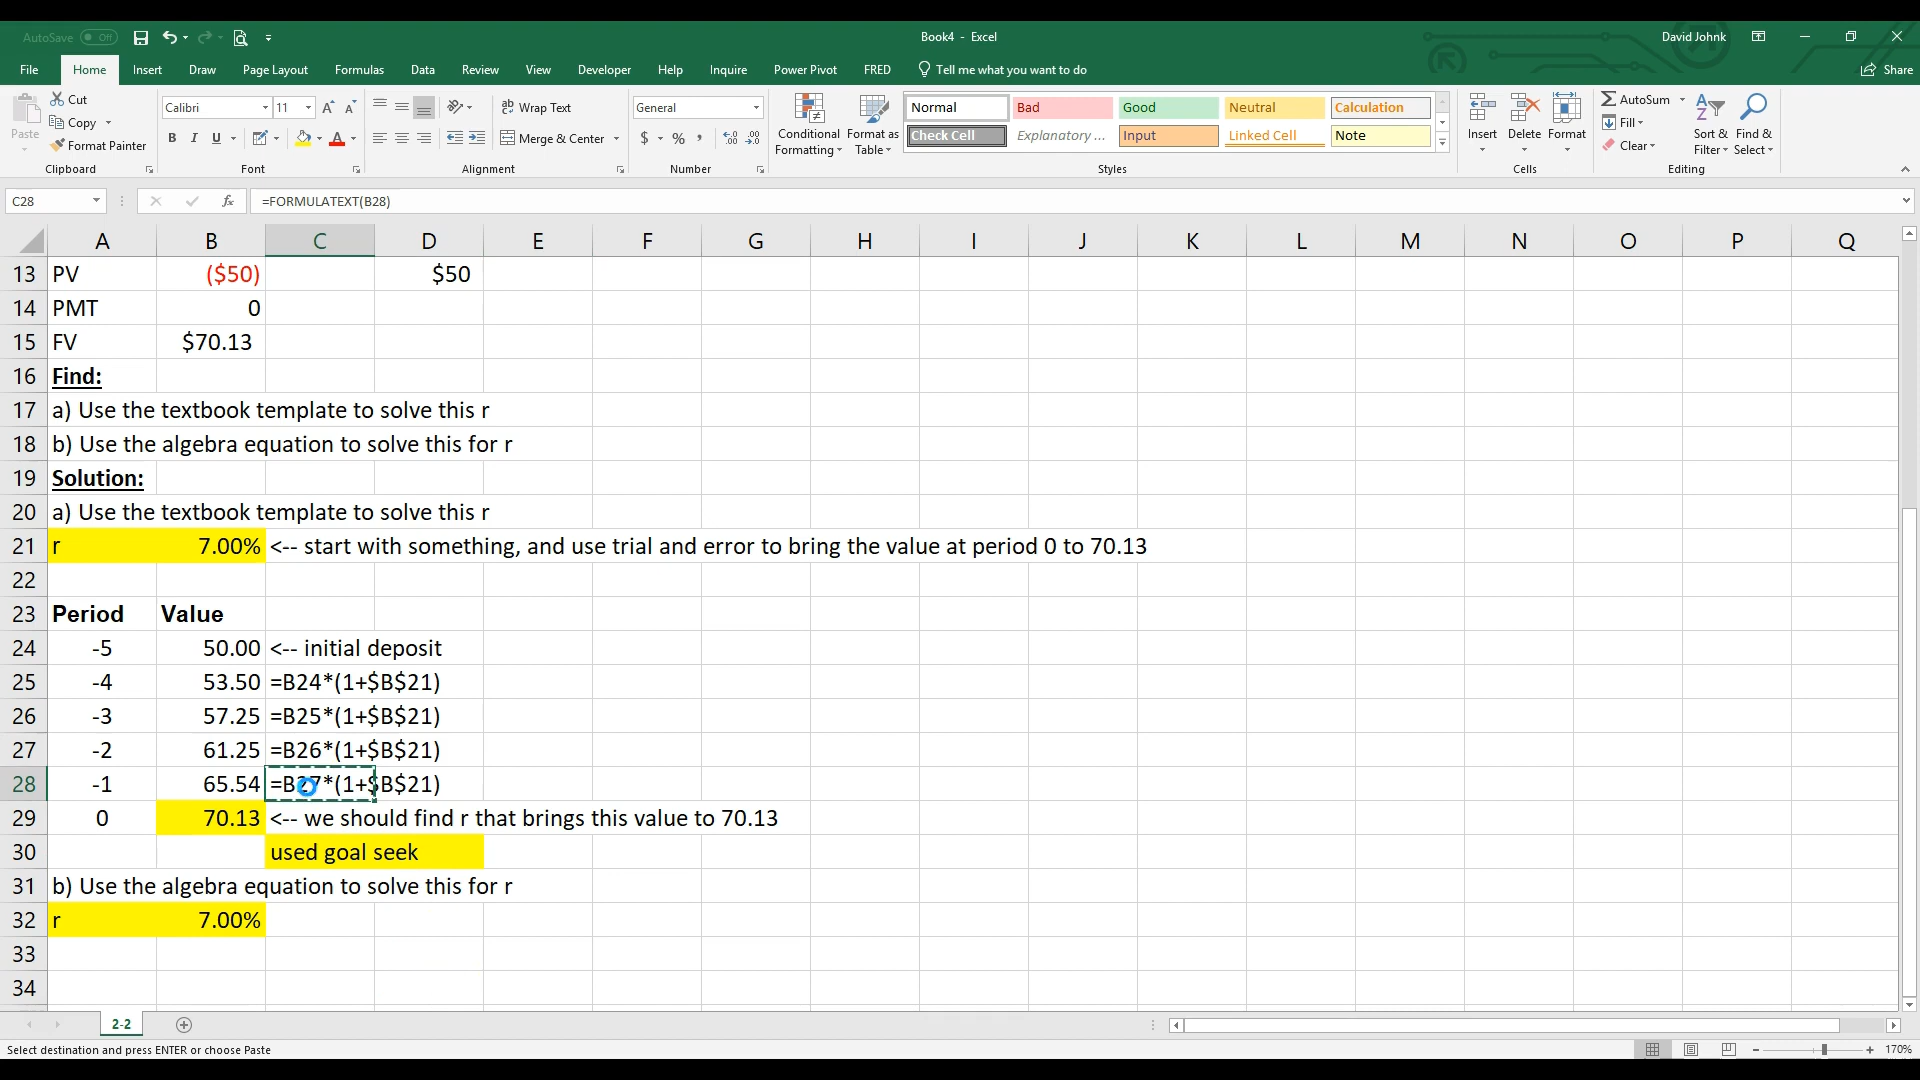 AutoSave Off Book4 - Excel David Johnk
File Home Insert Draw Page Layout Formulas Data Review View Developer Help Inquire Power Pivot FRED Tell me what you want to do Share
Paste Cut Copy Format Painter Clipboard
Calibri 11 B I U A Font
ab Wrap Text Merge & Center Alignment
General $ % , Number
Conditional Formatting Format as Table
Normal Bad Good Neutral Calculation
Check Cell Explanatory ... Input Linked Cell Note
Styles
Insert Delete Format Cells
AutoSum Fill Clear Sort & Filter Find & Select Editing
C28 fx =FORMULATEXT(B28)
A B C D E F G H I J K L M N O P Q
13 PV ($50) $50
14 PMT 0
15 FV $70.13
16 Find:
17 a) Use the textbook template to solve this r
18 b) Use the algebra equation to solve this for r
19 Solution:
20 a) Use the textbook template to solve this r
21 r 7.00% <-- start with something, and use trial and error to bring the value at period 0 to 70.13
22
23 Period Value
24 -5 50.00 <-- initial deposit
25 -4 53.50 =B24*(1+$B$21)
26 -3 57.25 =B25*(1+$B$21)
27 -2 61.25 =B26*(1+$B$21)
28 -1 65.54 =B27*(1+$B$21)
29 0 70.13 <-- we should find r that brings this value to 70.13
30 used goal seek
31 b) Use the algebra equation to solve this for r
32 r 7.00%
33
34
2-2
Select destination and press ENTER or choose Paste 170%